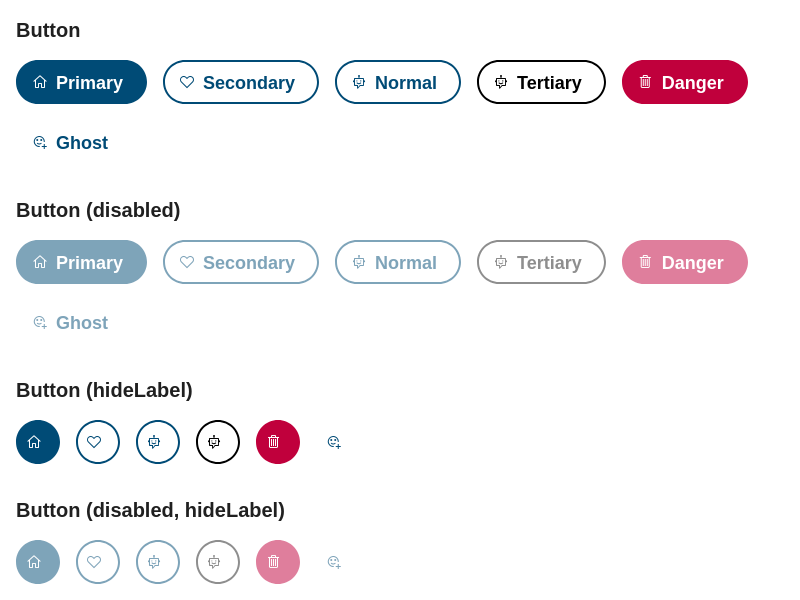 Button
Primary Secondary Normal Tertiary Danger
Ghost
Button (disabled)
Primary Secondary Normal Tertiary Danger
Ghost
Button (hideLabel)
Button (disabled, hideLabel)